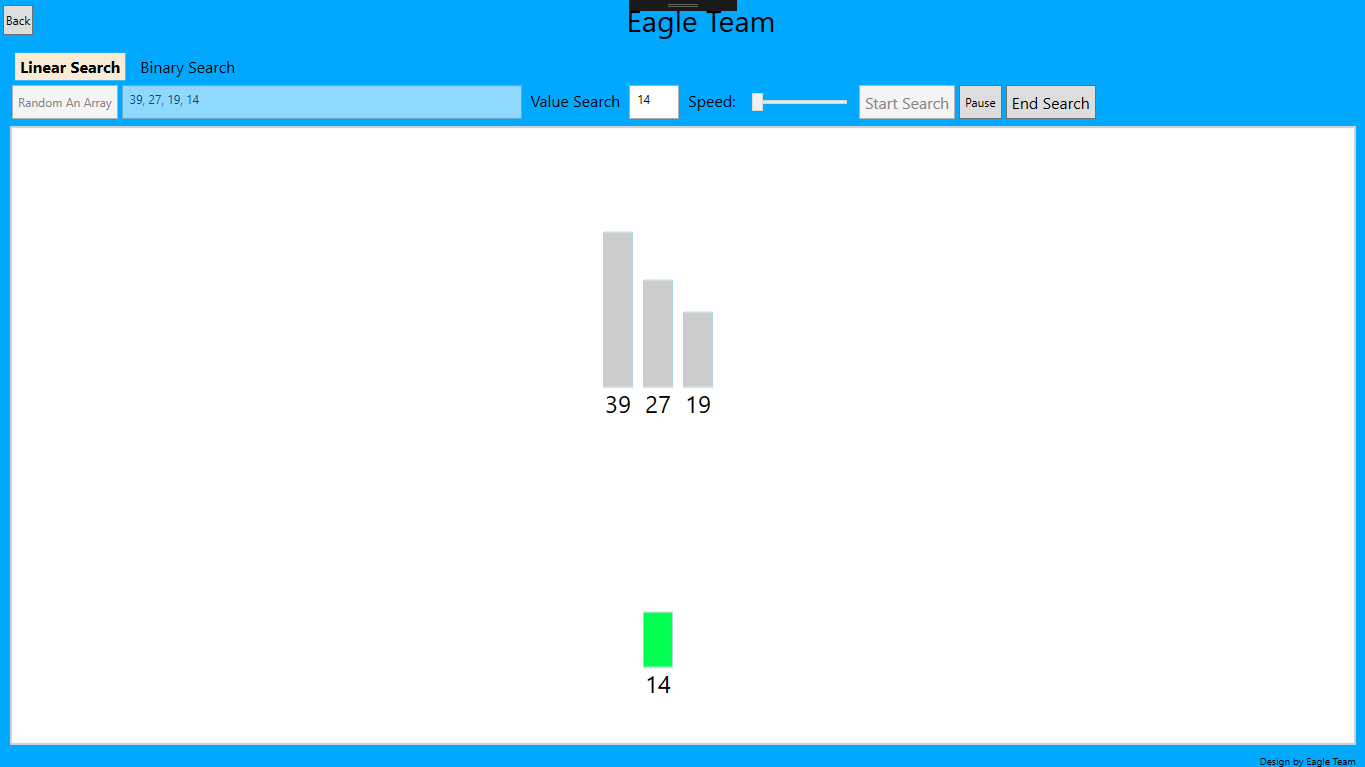 Back
Eagle Team
Linear Search Binary Search
Random An Array 39, 27, 19, 14 Value Search 14 Speed: Start Search Pause End Search
39 27 19
14
Design by Eagle Team